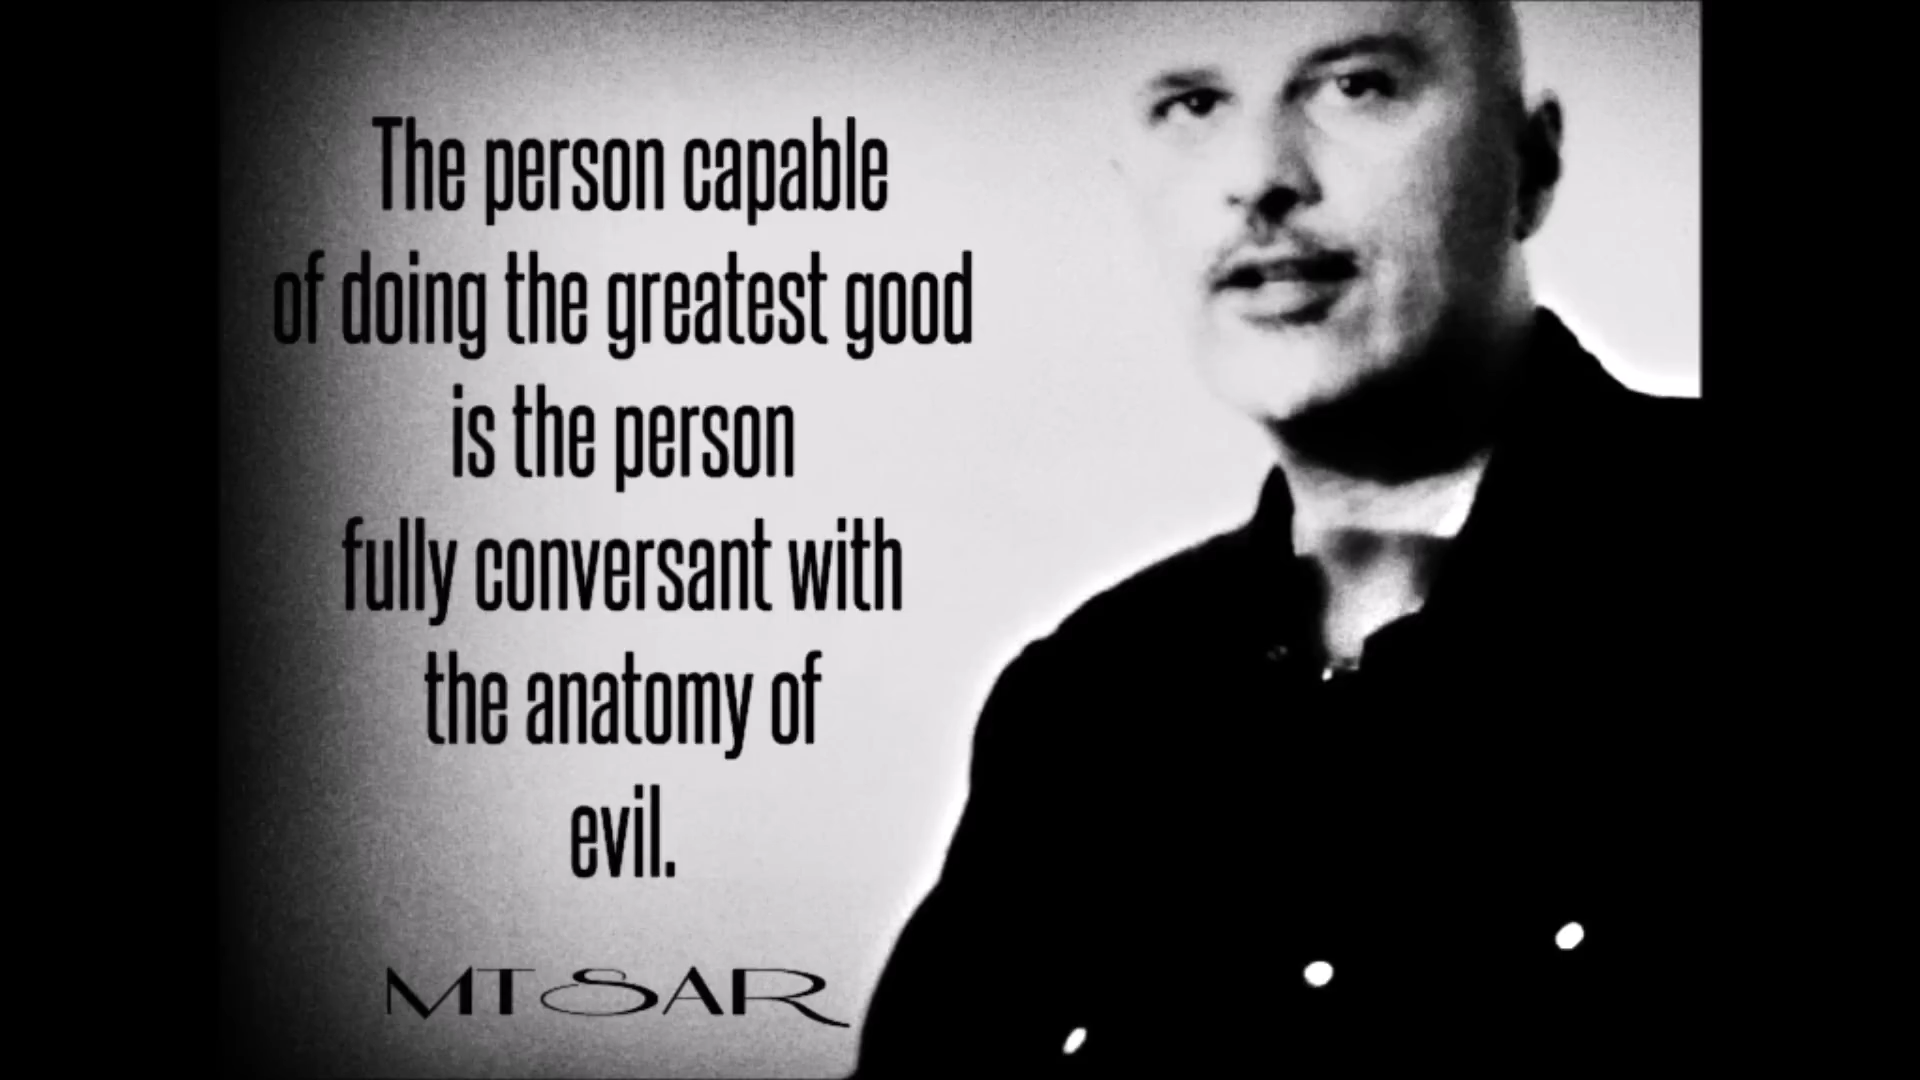 The person capable
of doing the greatest good
is the person
fully conversant with
the anatomy of
evil.
MTSAR